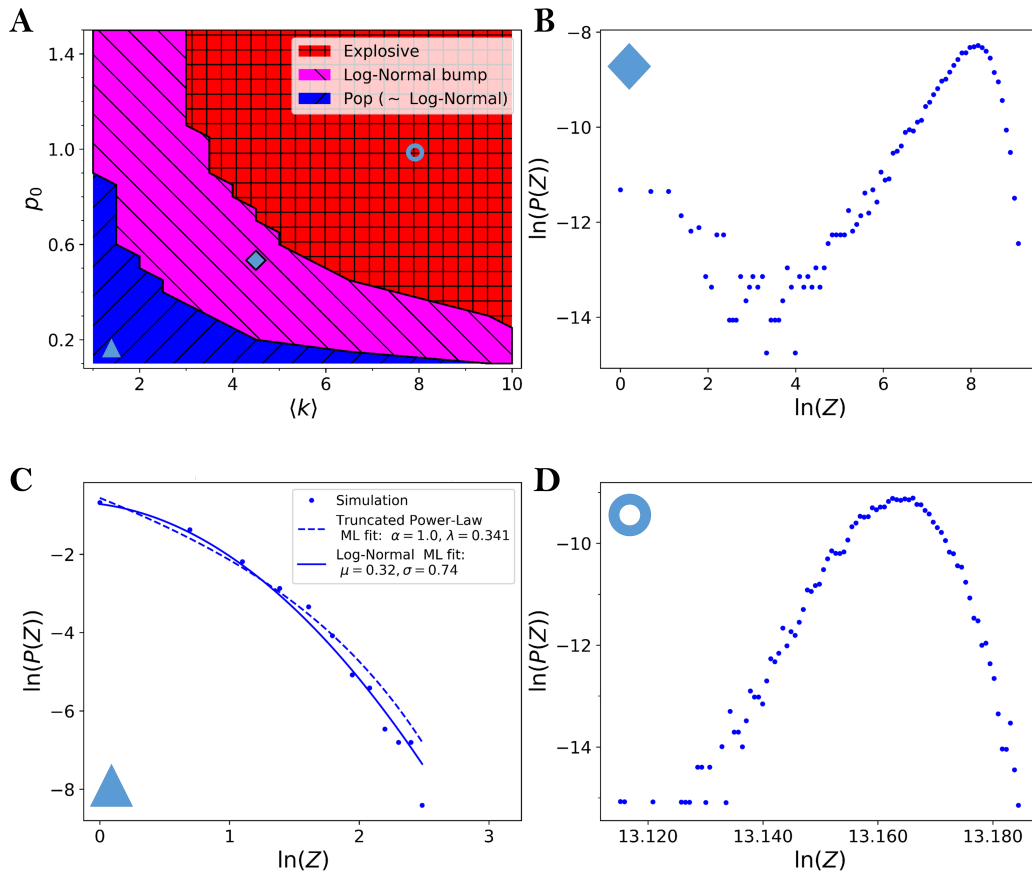 A
1.4
1.0
0.6
0.2
p₀
2 4 6 8 10
⟨k⟩
Explosive
Log-Normal bump
Pop ( ~ Log-Normal)
B
−8
−10
−12
−14
ln(P(Z))
0 2 4 6 8
ln(Z)
C
−2
−4
−6
−8
ln(P(Z))
0 1 2 3
ln(Z)
Simulation
Truncated Power-Law
ML fit: α = 1.0, λ = 0.341
Log-Normal ML fit:
μ = 0.32, σ = 0.74
D
−10
−12
−14
ln(P(Z))
13.120 13.140 13.160 13.180
ln(Z)